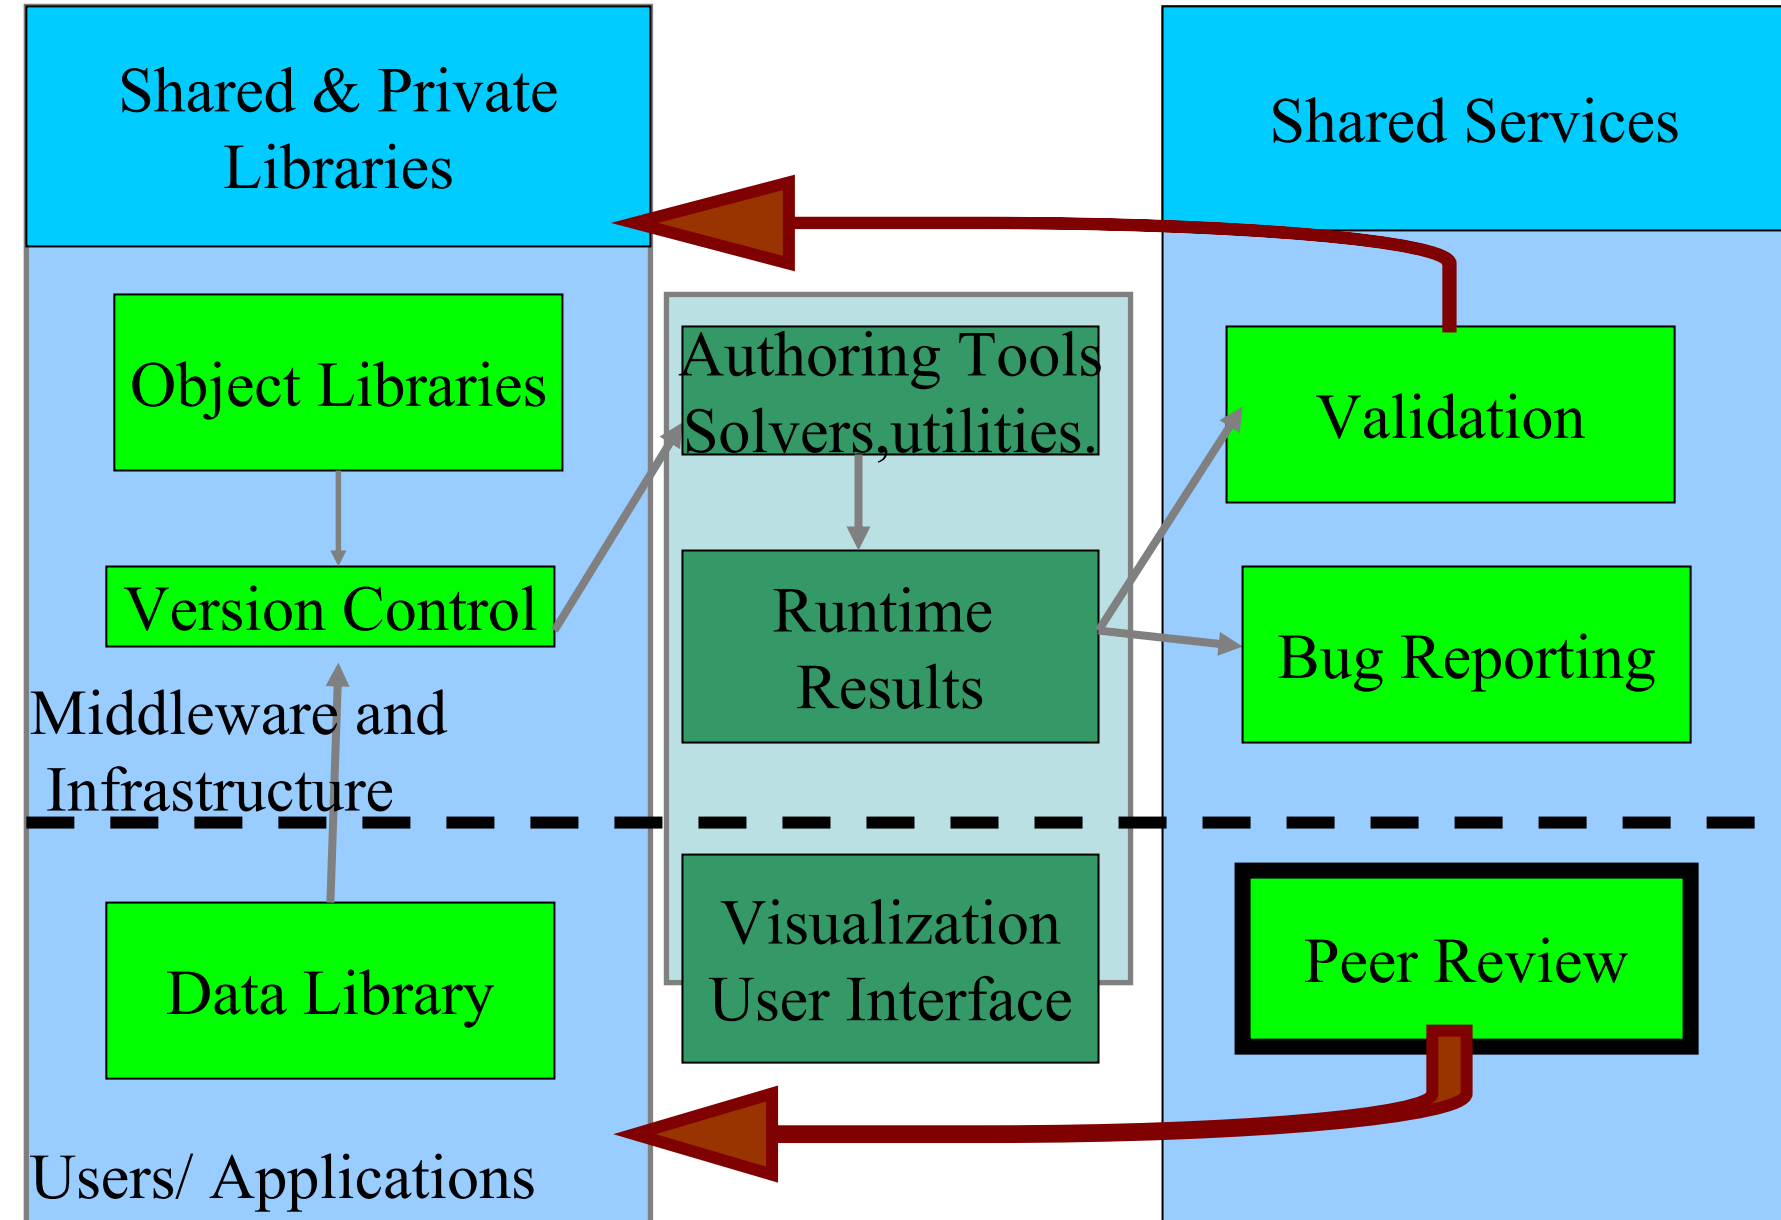 Shared & Private
Libraries
Shared Services
Object Libraries
Authoring Tools
Solvers,utilities.
Validation
Version Control
Runtime
Results
Bug Reporting
Middleware and
Infrastructure
Data Library
Visualization
User Interface
Peer Review
Users/ Applications